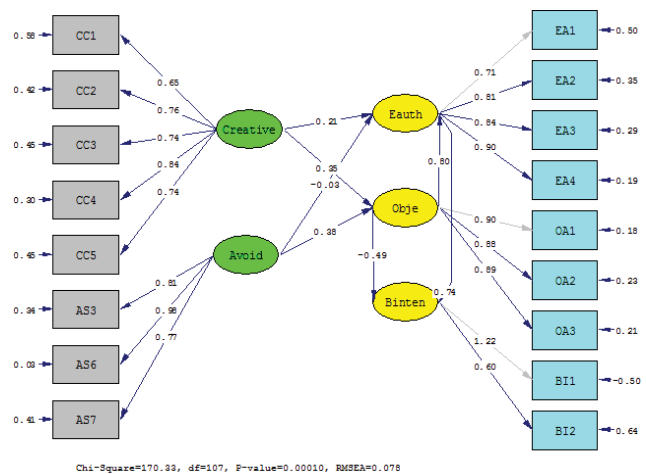 0.58 CC1
0.42 CC2
0.45 CC3
0.30 CC4
0.45 CC5
0.34 AS3
0.03 AS6
0.41 AS7
0.65
0.76
0.74
0.84
0.74
0.81
0.98
0.77
Creative
Avoid
0.21
0.35
-0.03
0.38
Eauth
Obje
Binten
0.80
-0.49
0.74
0.71
0.81
0.84
0.90
0.90
0.88
0.89
1.22
0.60
EA1 0.50
EA2 0.35
EA3 0.29
EA4 0.19
OA1 0.18
OA2 0.23
OA3 0.21
BI1 -0.50
BI2 0.64
Chi-Square=170.33, df=107, P-value=0.00010, RMSEA=0.078